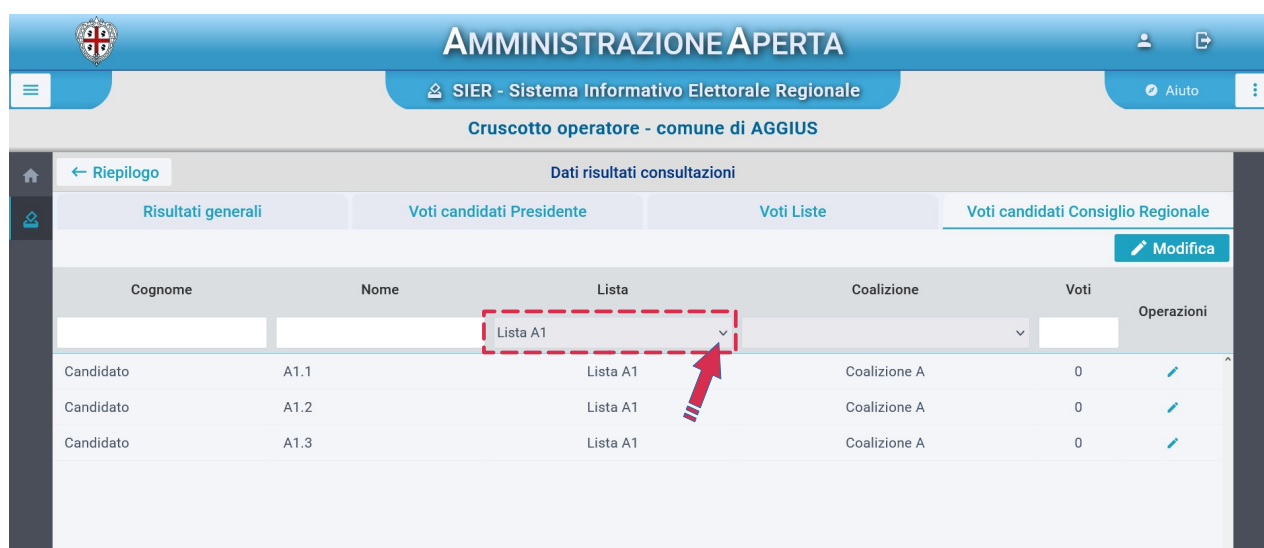 AMMINISTRAZIONE APERTA
SIER - Sistema Informativo Elettorale Regionale
Aiuto
Cruscotto operatore - comune di AGGIUS
← Riepilogo
Dati risultati consultazioni
Risultati generali Voti candidati Presidente Voti Liste Voti candidati Consiglio Regionale
Modifica
Cognome Nome Lista Coalizione Voti Operazioni
Lista A1
Candidato A1.1 Lista A1 Coalizione A 0
Candidato A1.2 Lista A1 Coalizione A 0
Candidato A1.3 Lista A1 Coalizione A 0